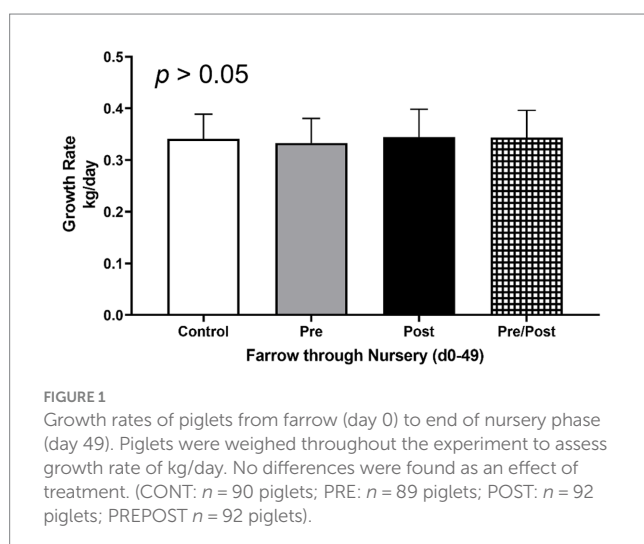 0.5
p > 0.05
0.4
0.3
0.2
0.1
0.0
Growth Rate
kg/day
Control Pre Post Pre/Post
Farrow through Nursery (d0-49)
FIGURE 1
Growth rates of piglets from farrow (day 0) to end of nursery phase
(day 49). Piglets were weighed throughout the experiment to assess
growth rate of kg/day. No differences were found as an effect of
treatment. (CONT: n = 90 piglets; PRE: n = 89 piglets; POST: n = 92
piglets; PREPOST n = 92 piglets).